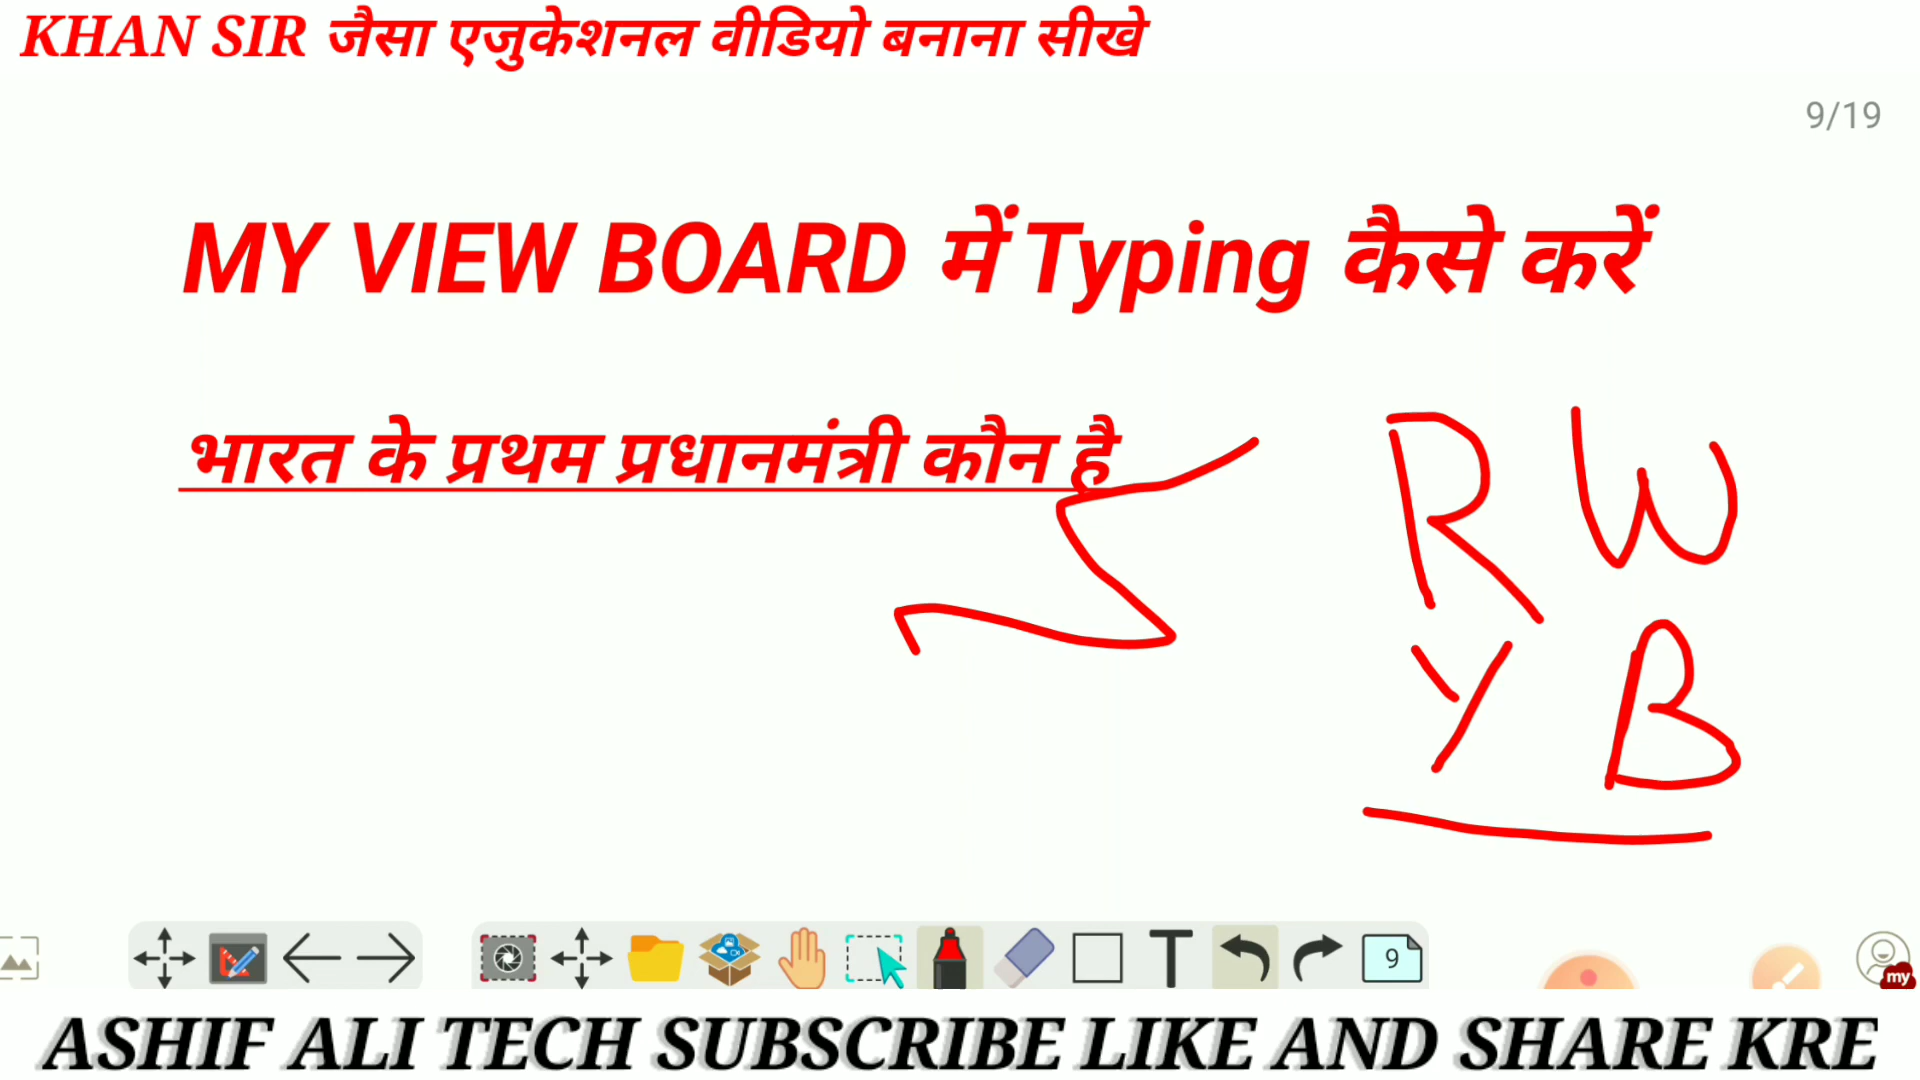 KHAN SIR जैसा एजुकेशनल वीडियो बनाना सीखे
9/19
MY VIEW BOARD में Typing कैसे करें
भारत के प्रथम प्रधानमंत्री कौन है
R W
Y B
9
my
ASHIF ALI TECH SUBSCRIBE LIKE AND SHARE KRE